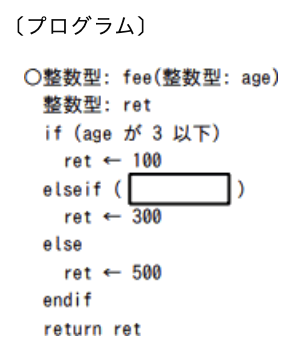 〔プログラム〕
○整数型: fee(整数型: age)
整数型: ret
if (age が 3 以下)
ret ← 100
elseif ( )
ret ← 300
else
ret ← 500
endif
return ret